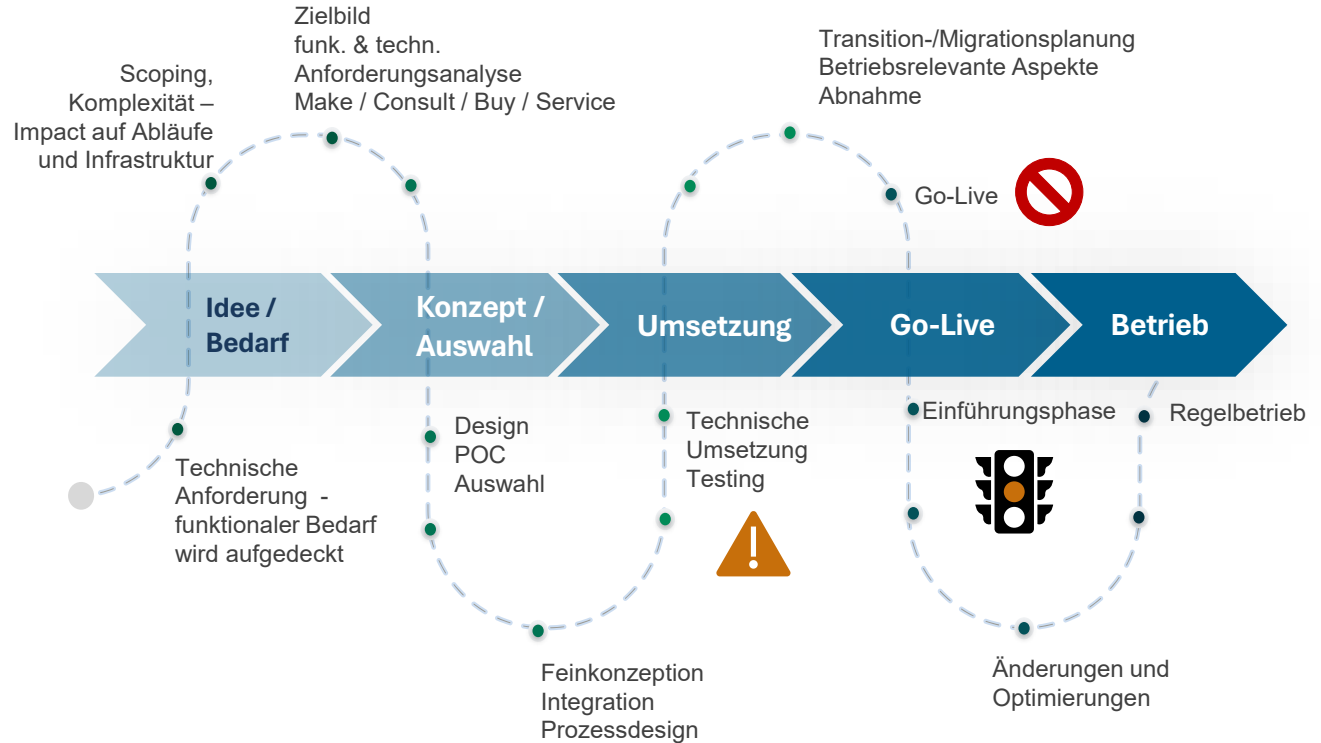 Zielbild
funk. & techn.
Anforderungsanalyse
Make / Consult / Buy / Service
Scoping,
Komplexität –
Impact auf Abläufe
und Infrastruktur
Transition-/Migrationsplanung
Betriebsrelevante Aspekte
Abnahme
Go-Live
Idee /
Bedarf
Konzept /
Auswahl
Umsetzung
Go-Live
Betrieb
Technische
Anforderung  -
funktionaler Bedarf
wird aufgedeckt
Design
POC
Auswahl
Technische
Umsetzung
Testing
Einführungsphase
Regelbetrieb
Feinkonzeption
Integration
Prozessdesign
Änderungen und
Optimierungen